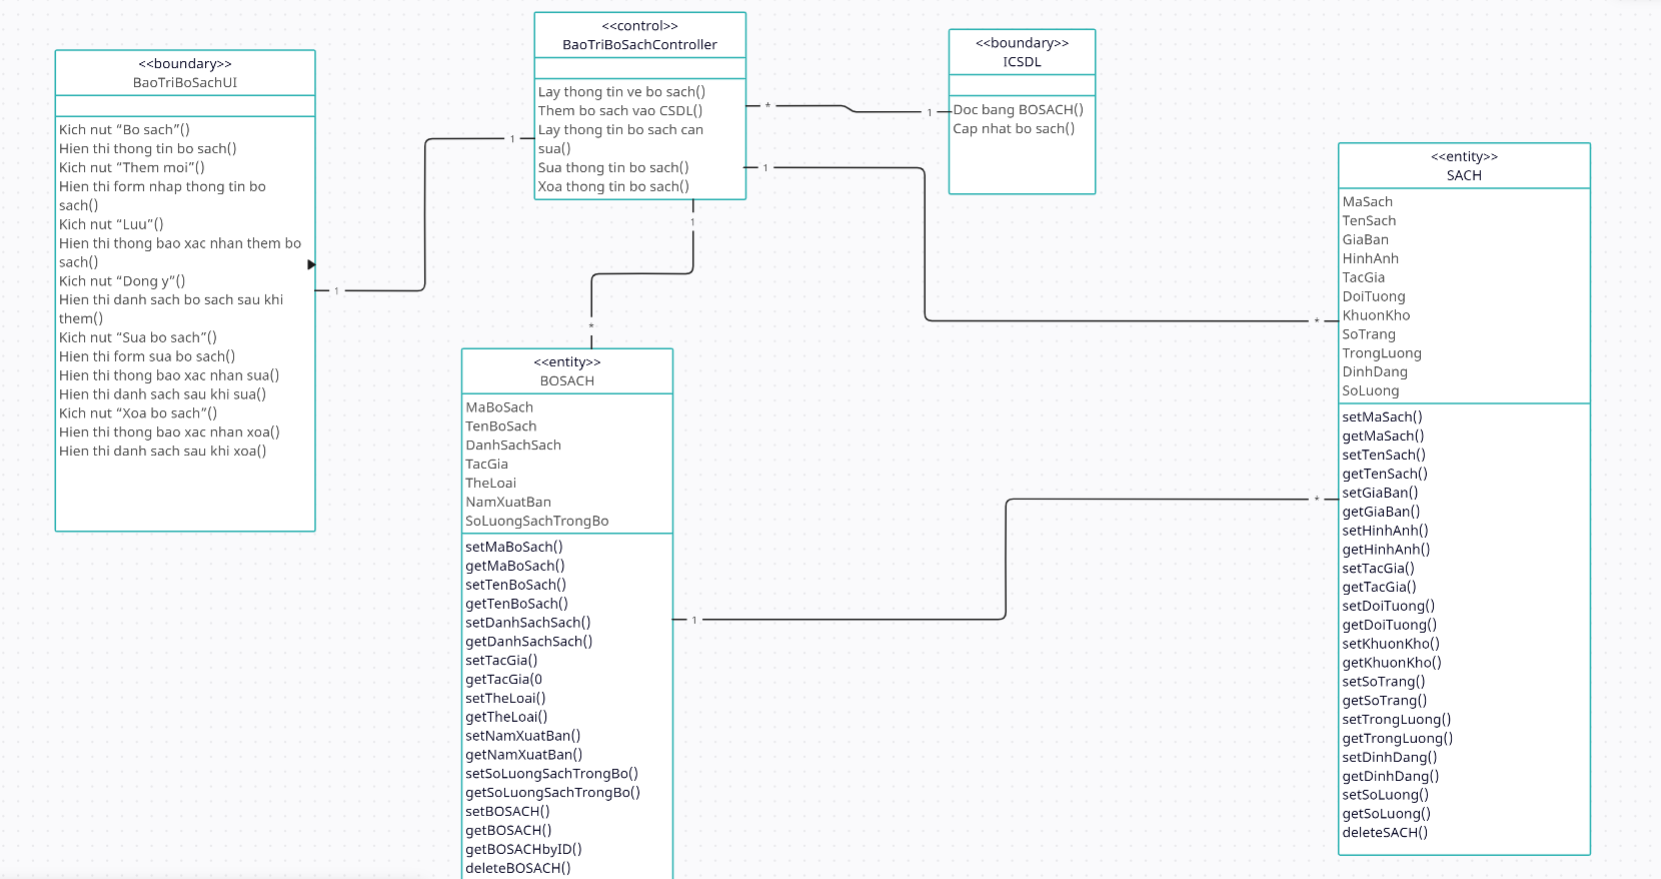 <<boundary>>
BaoTriBoSachUI
Kich nut “Bo sach”()
Hien thi thong tin bo sach()
Kich nut “Them moi”()
Hien thi form nhap thong tin bo
sach()
Kich nut “Luu”()
Hien thi thong bao xac nhan them bo
sach()
Kich nut “Dong y”()
Hien thi danh sach bo sach sau khi
them()
Kich nut “Sua bo sach”()
Hien thi form sua bo sach()
Hien thi thong bao xac nhan sua()
Hien thi danh sach sau khi sua()
Kich nut “Xoa bo sach”()
Hien thi thong bao xac nhan xoa()
Hien thi danh sach sau khi xoa()
1
1
<<control>>
BaoTriBoSachController
Lay thong tin ve bo sach()
Them bo sach vao CSDL()
Lay thong tin bo sach can
sua()
Sua thong tin bo sach()
Xoa thong tin bo sach()
*
1
1
*
1
*
<<boundary>>
ICSDL
Doc bang BOSACH()
Cap nhat bo sach()
<<entity>>
BOSACH
MaBoSach
TenBoSach
DanhSachSach
TacGia
TheLoai
NamXuatBan
SoLuongSachTrongBo
setMaBoSach()
getMaBoSach()
setTenBoSach()
getTenBoSach()
setDanhSachSach()
getDanhSachSach()
setTacGia()
getTacGia(0
setTheLoai()
getTheLoai()
setNamXuatBan()
getNamXuatBan()
setSoLuongSachTrongBo()
getSoLuongSachTrongBo()
setBOSACH()
getBOSACH()
getBOSACHbyID()
deleteBOSACH()
1
*
<<entity>>
SACH
MaSach
TenSach
GiaBan
HinhAnh
TacGia
DoiTuong
KhuonKho
SoTrang
TrongLuong
DinhDang
SoLuong
setMaSach()
getMaSach()
setTenSach()
getTenSach()
setGiaBan()
getGiaBan()
setHinhAnh()
getHinhAnh()
setTacGia()
getTacGia()
setDoiTuong()
getDoiTuong()
setKhuonKho()
getKhuonKho()
setSoTrang()
getSoTrang()
setTrongLuong()
getTrongLuong()
setDinhDang()
getDinhDang()
setSoLuong()
getSoLuong()
deleteSACH()